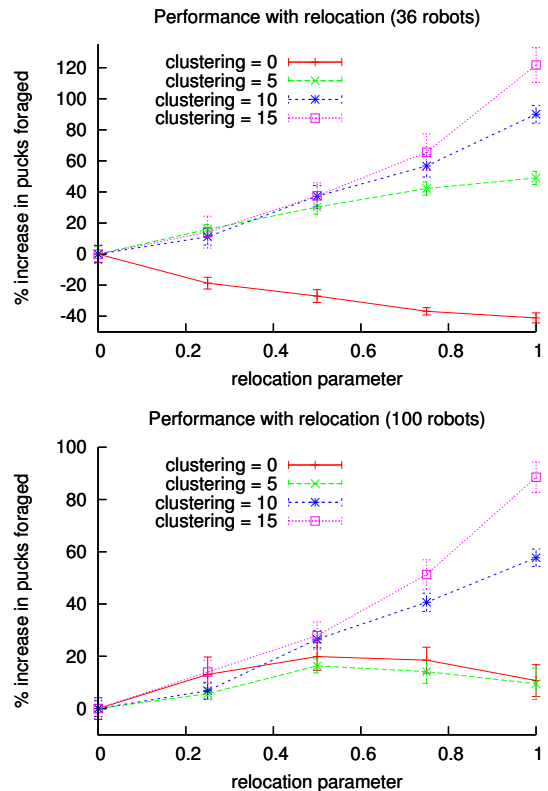 Performance with relocation (36 robots)
% increase in pucks foraged
120
100
80
60
40
20
0
-20
-40
clustering = 0
clustering = 5
clustering = 10
clustering = 15
0 0.2 0.4 0.6 0.8 1
relocation parameter
Performance with relocation (100 robots)
% increase in pucks foraged
100
80
60
40
20
0
clustering = 0
clustering = 5
clustering = 10
clustering = 15
0 0.2 0.4 0.6 0.8 1
relocation parameter